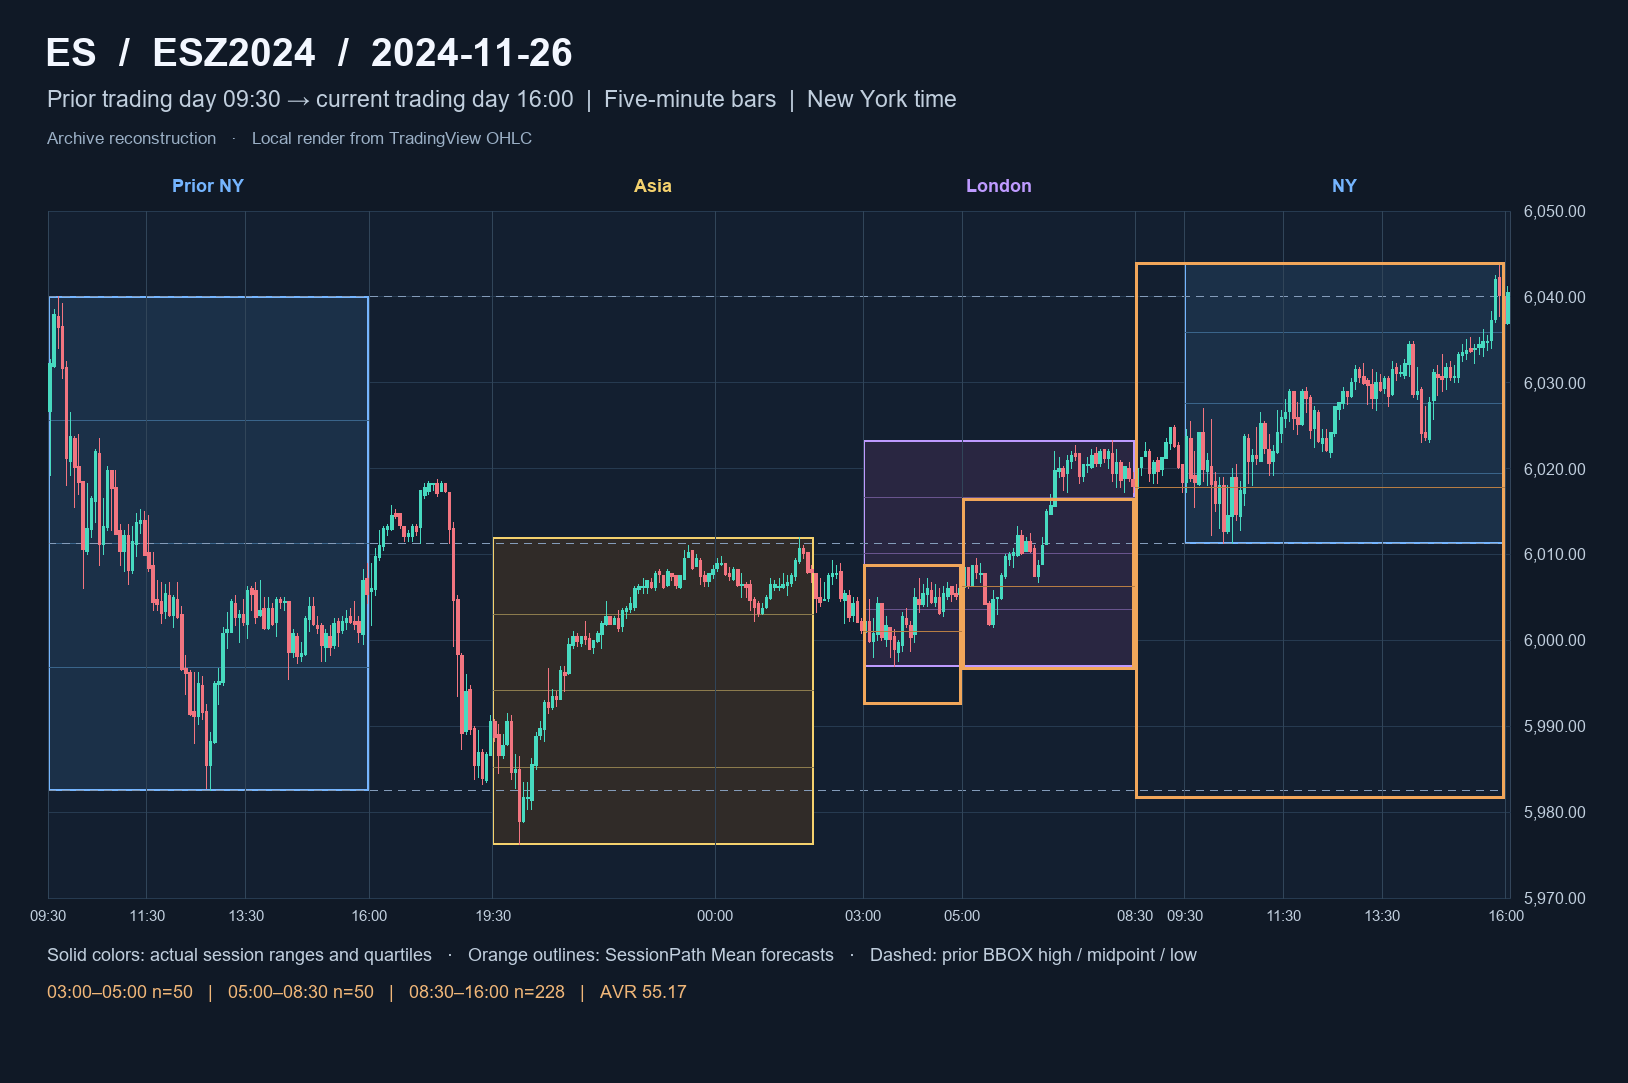 ES / ESZ2024 / 2024-11-26
Prior trading day 09:30 → current trading day 16:00 | Five-minute bars | New York time
Archive reconstruction · Local render from TradingView OHLC
Prior NY Asia London NY
6,050.00
6,040.00
6,030.00
6,020.00
6,010.00
6,000.00
5,990.00
5,980.00
5,970.00
09:30 11:30 13:30 16:00 19:30 00:00 03:00 05:00 08:30 09:30 11:30 13:30 16:00
Solid colors: actual session ranges and quartiles · Orange outlines: SessionPath Mean forecasts · Dashed: prior BBOX high / midpoint / low
03:00–05:00 n=50 | 05:00–08:30 n=50 | 08:30–16:00 n=228 | AVR 55.17